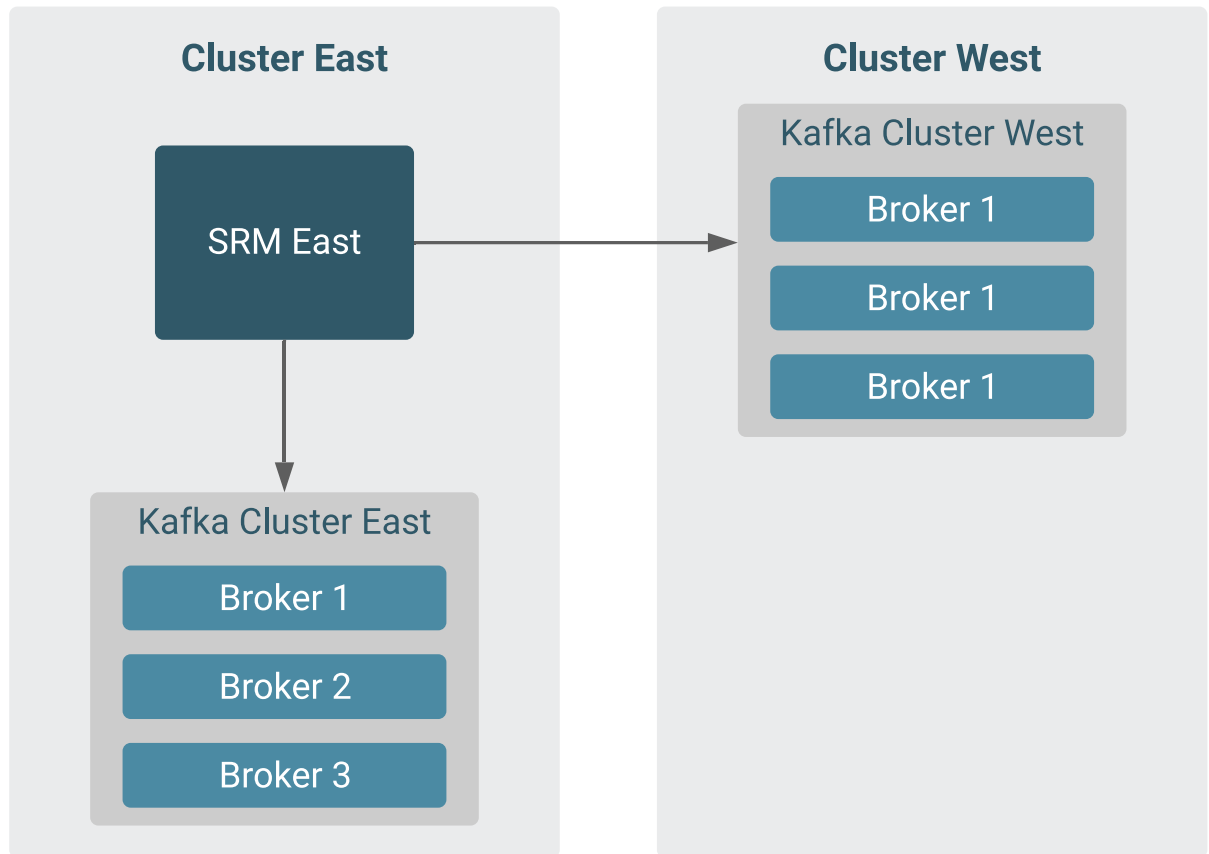 Cluster East
SRM East
Kafka Cluster East
Broker 1
Broker 2
Broker 3
Cluster West
Kafka Cluster West
Broker 1
Broker 1
Broker 1